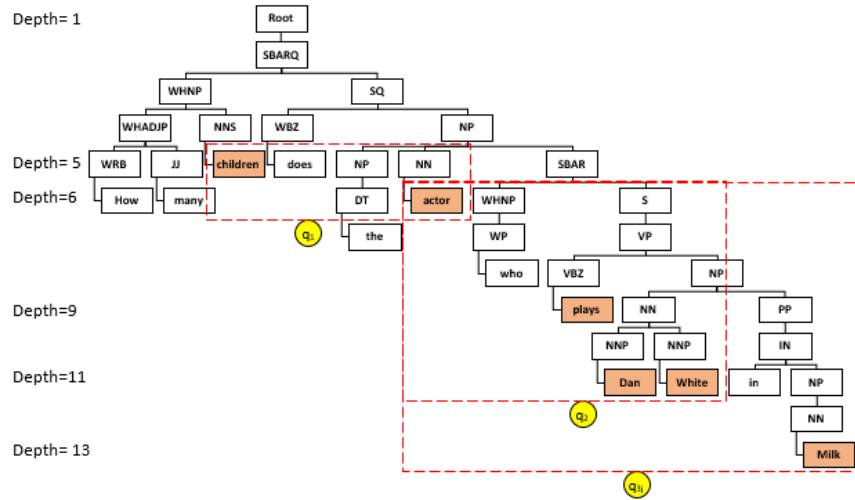 Depth= 1 Root
SBARQ
WHNP SQ
WHADJP NNS WBZ NP
Depth= 5 WRB JJ children does NP NN SBAR
Depth=6 How many DT actor WHNP S
q1 the WP VP
who VBZ NP
Depth=9 plays NN PP
NNP NNP IN
Depth=11 Dan White in NP
q2 NN
Depth= 13 Milk
q3j